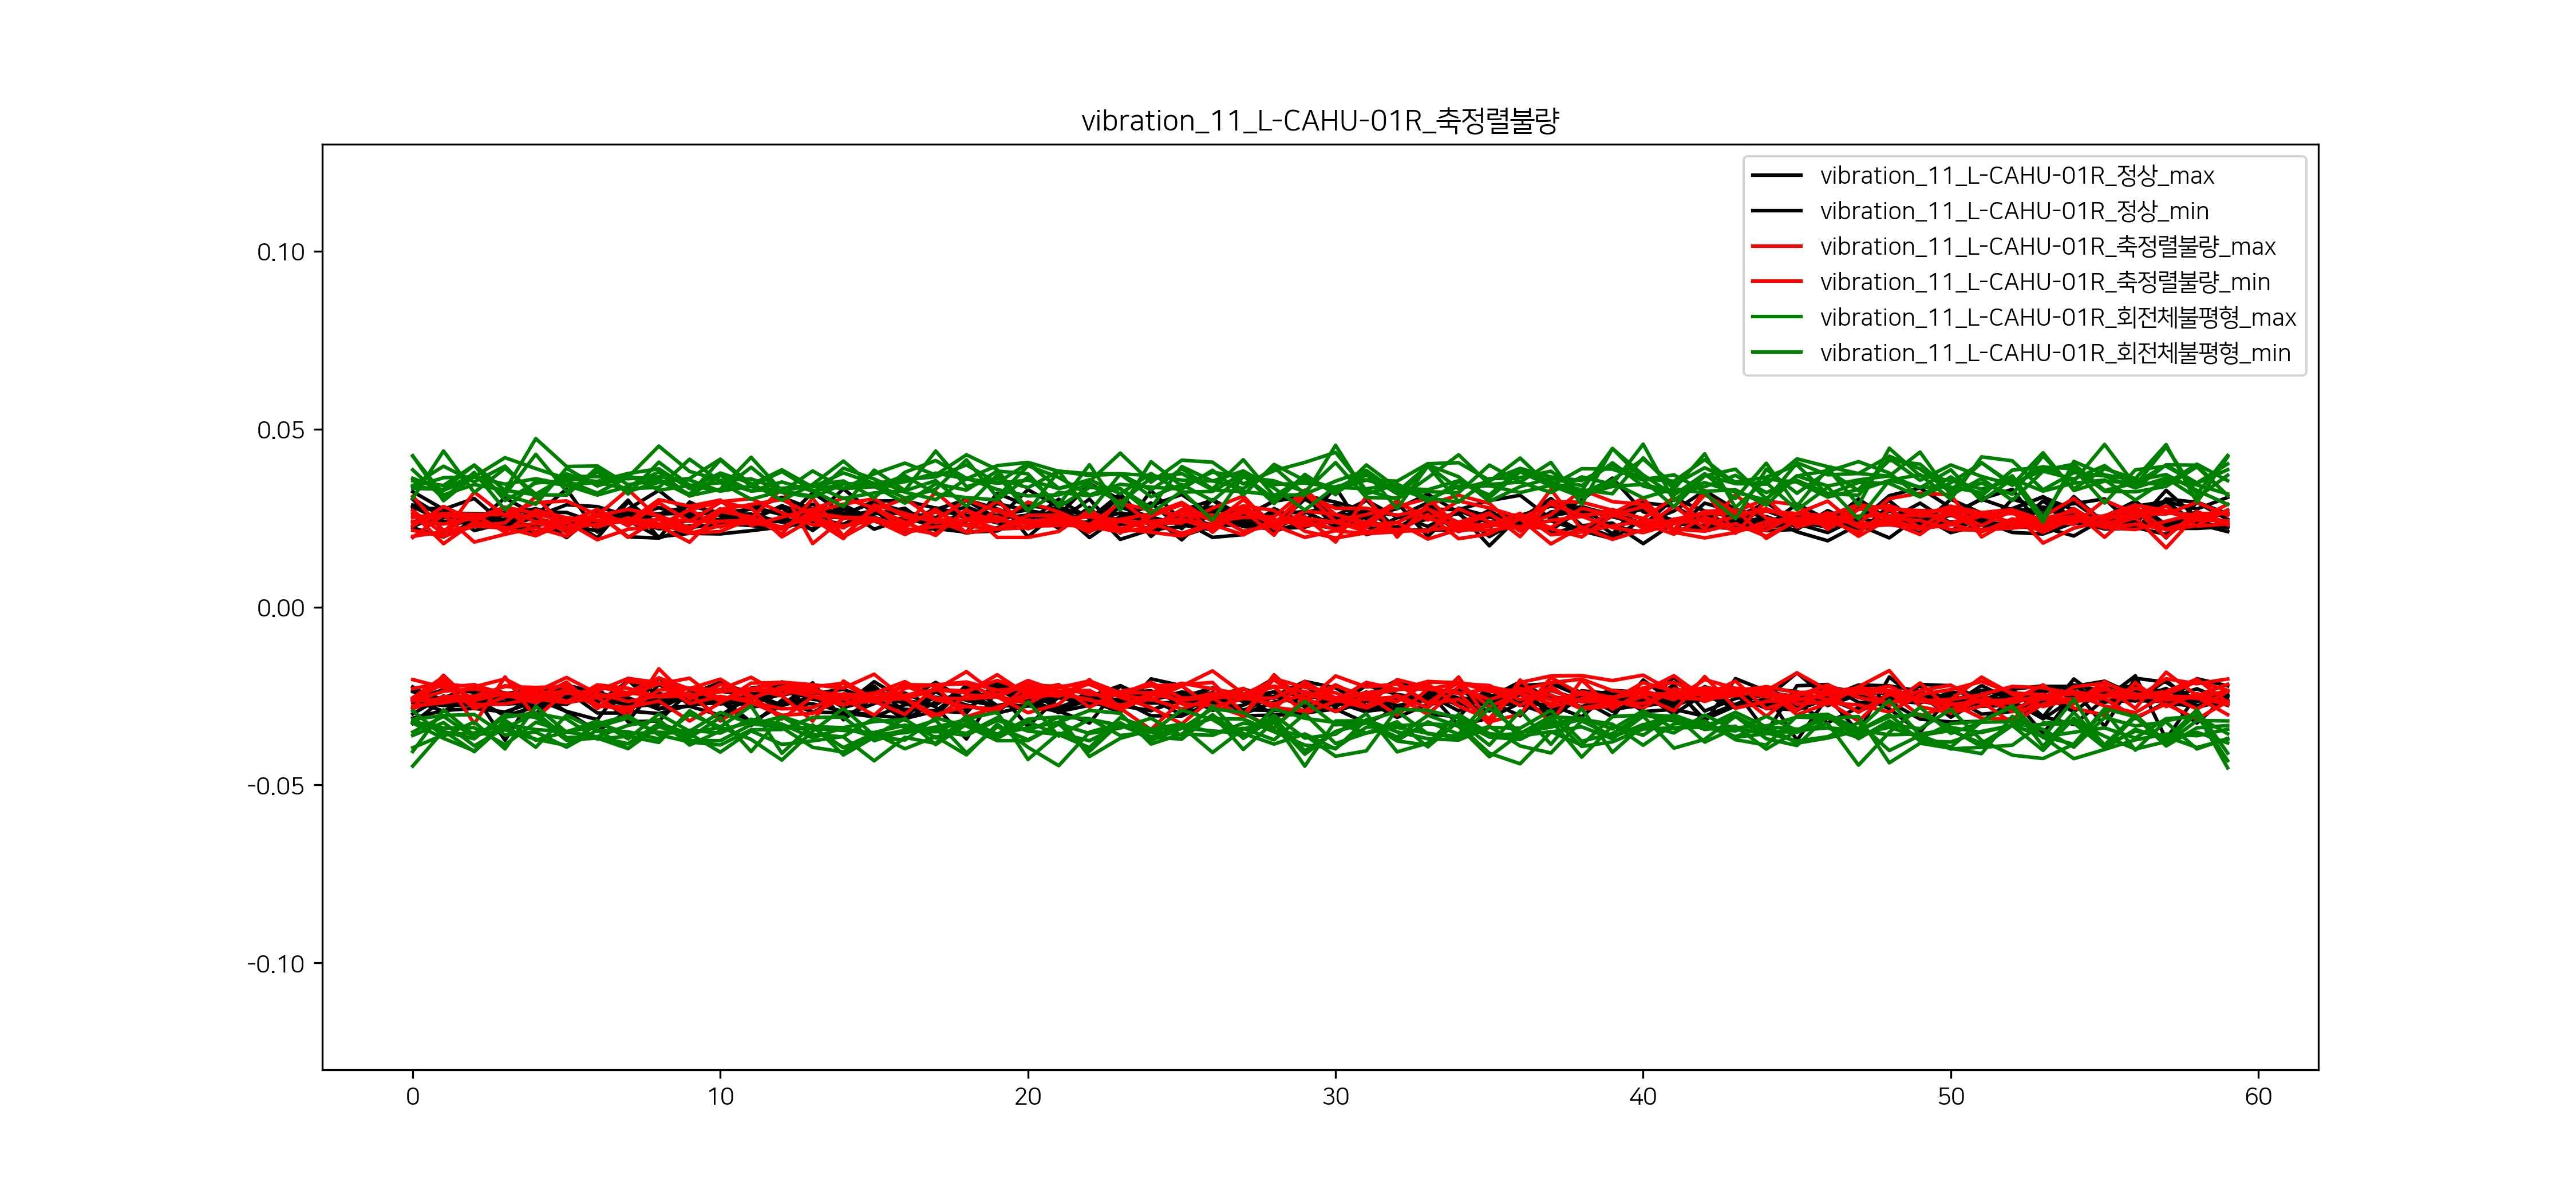 vibration_11_L-CAHU-01R_축정렬불량
vibration_11_L-CAHU-01R_정상_max
vibration_11_L-CAHU-01R_정상_min
vibration_11_L-CAHU-01R_축정렬불량_max
vibration_11_L-CAHU-01R_축정렬불량_min
vibration_11_L-CAHU-01R_회전체불평형_max
vibration_11_L-CAHU-01R_회전체불평형_min
0.10
0.05
0.00
-0.05
-0.10
0 10 20 30 40 50 60